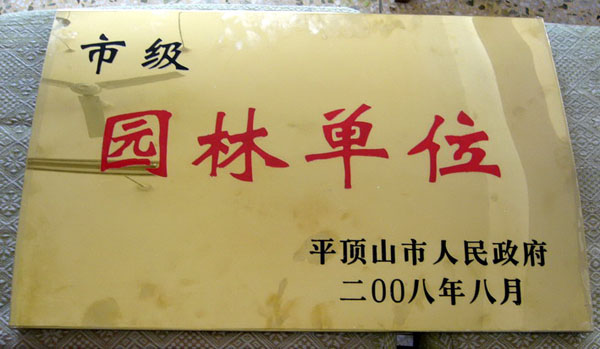 市级
园林单位
平顶山市人民政府
二00八年八月